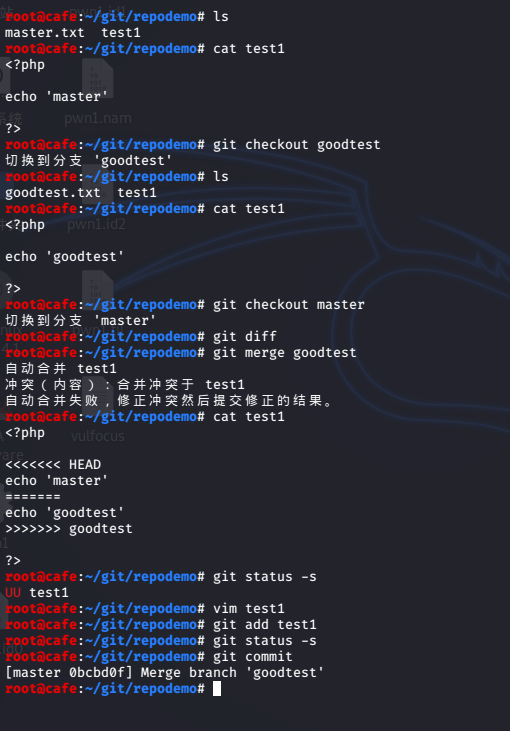 root@cafe:~/git/repodemo# ls
master.txt  test1
root@cafe:~/git/repodemo# cat test1
<?php

echo 'master'

?>
root@cafe:~/git/repodemo# git checkout goodtest
切换到分支 'goodtest'
root@cafe:~/git/repodemo# ls
goodtest.txt  test1
root@cafe:~/git/repodemo# cat test1
<?php

echo 'goodtest'

?>
root@cafe:~/git/repodemo# git checkout master
切换到分支 'master'
root@cafe:~/git/repodemo# git diff
root@cafe:~/git/repodemo# git merge goodtest
自动合并 test1
冲突（内容）：合并冲突于 test1
自动合并失败，修正冲突然后提交修正的结果。
root@cafe:~/git/repodemo# cat test1
<?php

<<<<<<< HEAD
echo 'master'
=======
echo 'goodtest'
>>>>>>> goodtest

?>
root@cafe:~/git/repodemo# git status -s
UU test1
root@cafe:~/git/repodemo# vim test1
root@cafe:~/git/repodemo# git add test1
root@cafe:~/git/repodemo# git status -s
root@cafe:~/git/repodemo# git commit
[master 0bcbd0f] Merge branch 'goodtest'
root@cafe:~/git/repodemo#
pwn1.nam
pwn1.id2
vulfocus